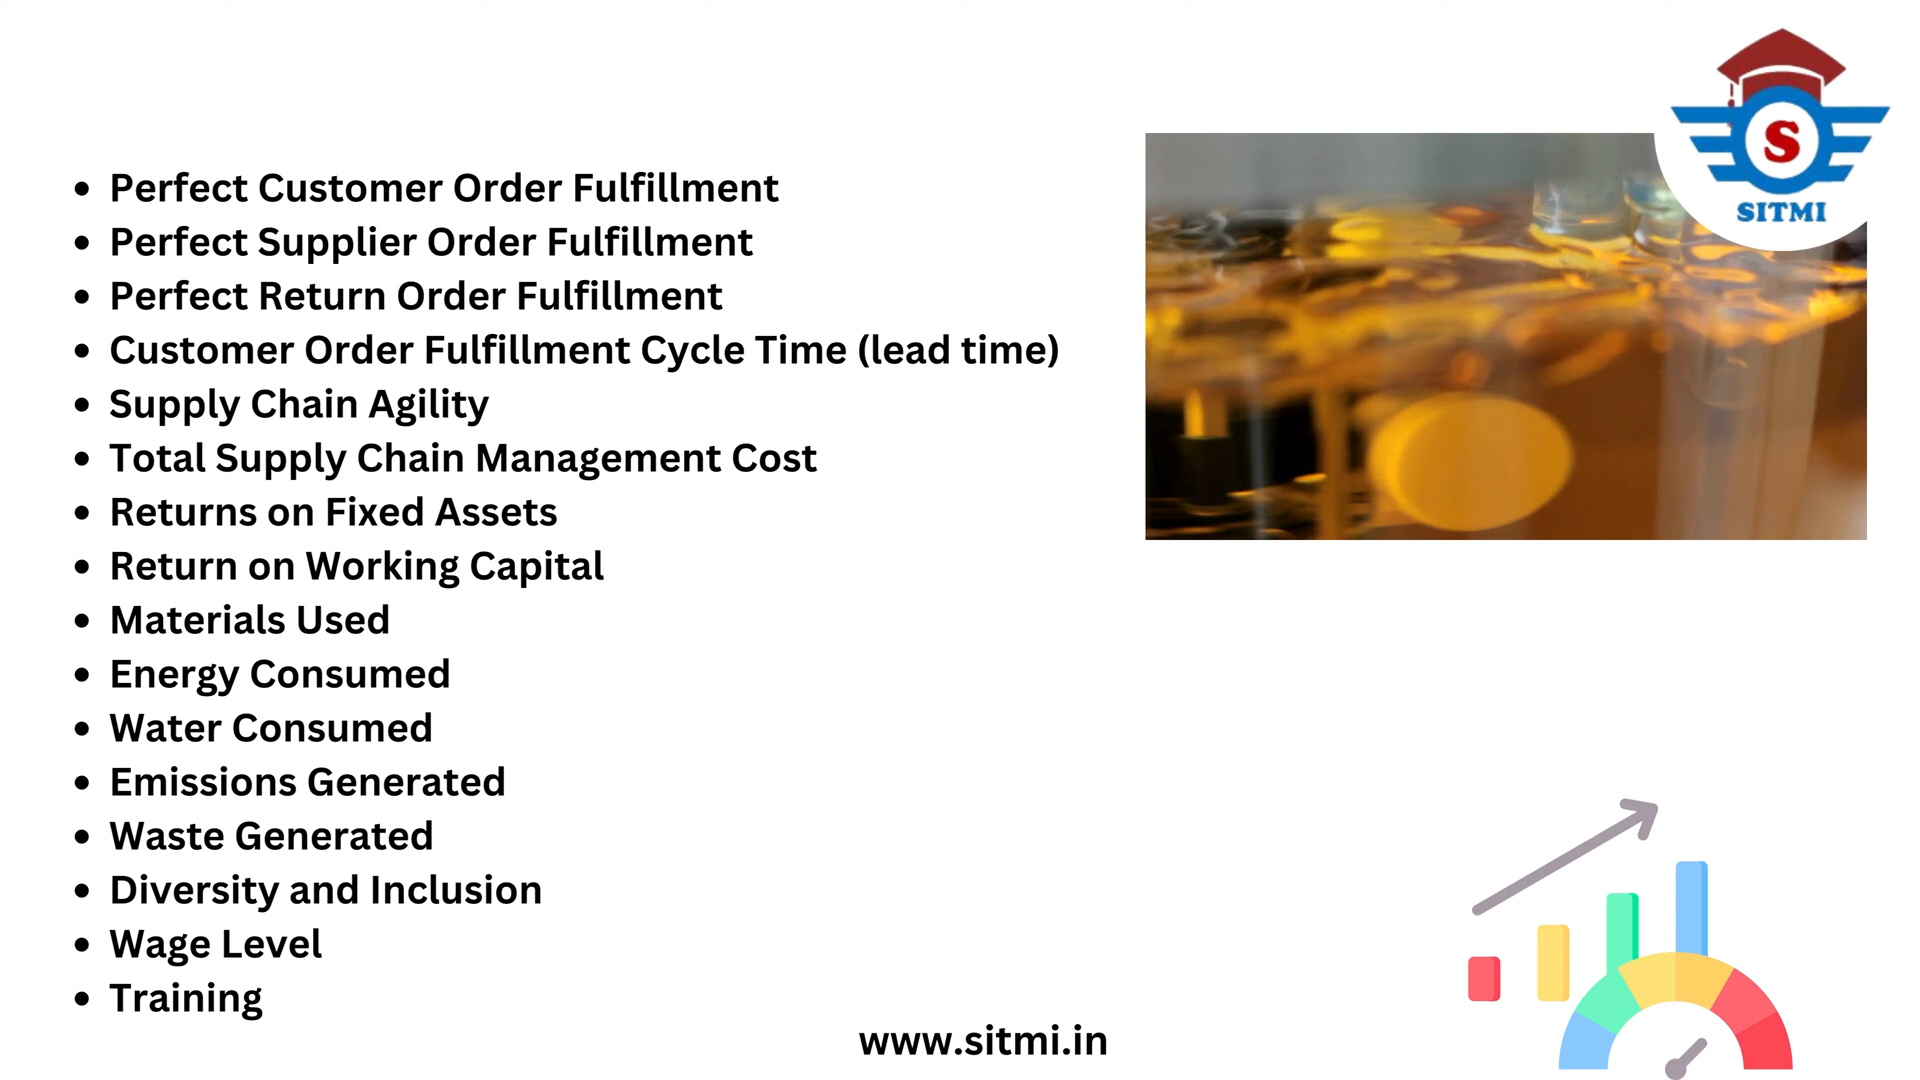 S
SITMI
• Perfect Customer Order Fulfillment
• Perfect Supplier Order Fulfillment
• Perfect Return Order Fulfillment
• Customer Order Fulfillment Cycle Time (lead time)
• Supply Chain Agility
• Total Supply Chain Management Cost
• Returns on Fixed Assets
• Return on Working Capital
• Materials Used
• Energy Consumed
• Water Consumed
• Emissions Generated
• Waste Generated
• Diversity and Inclusion
• Wage Level
• Training
www.sitmi.in